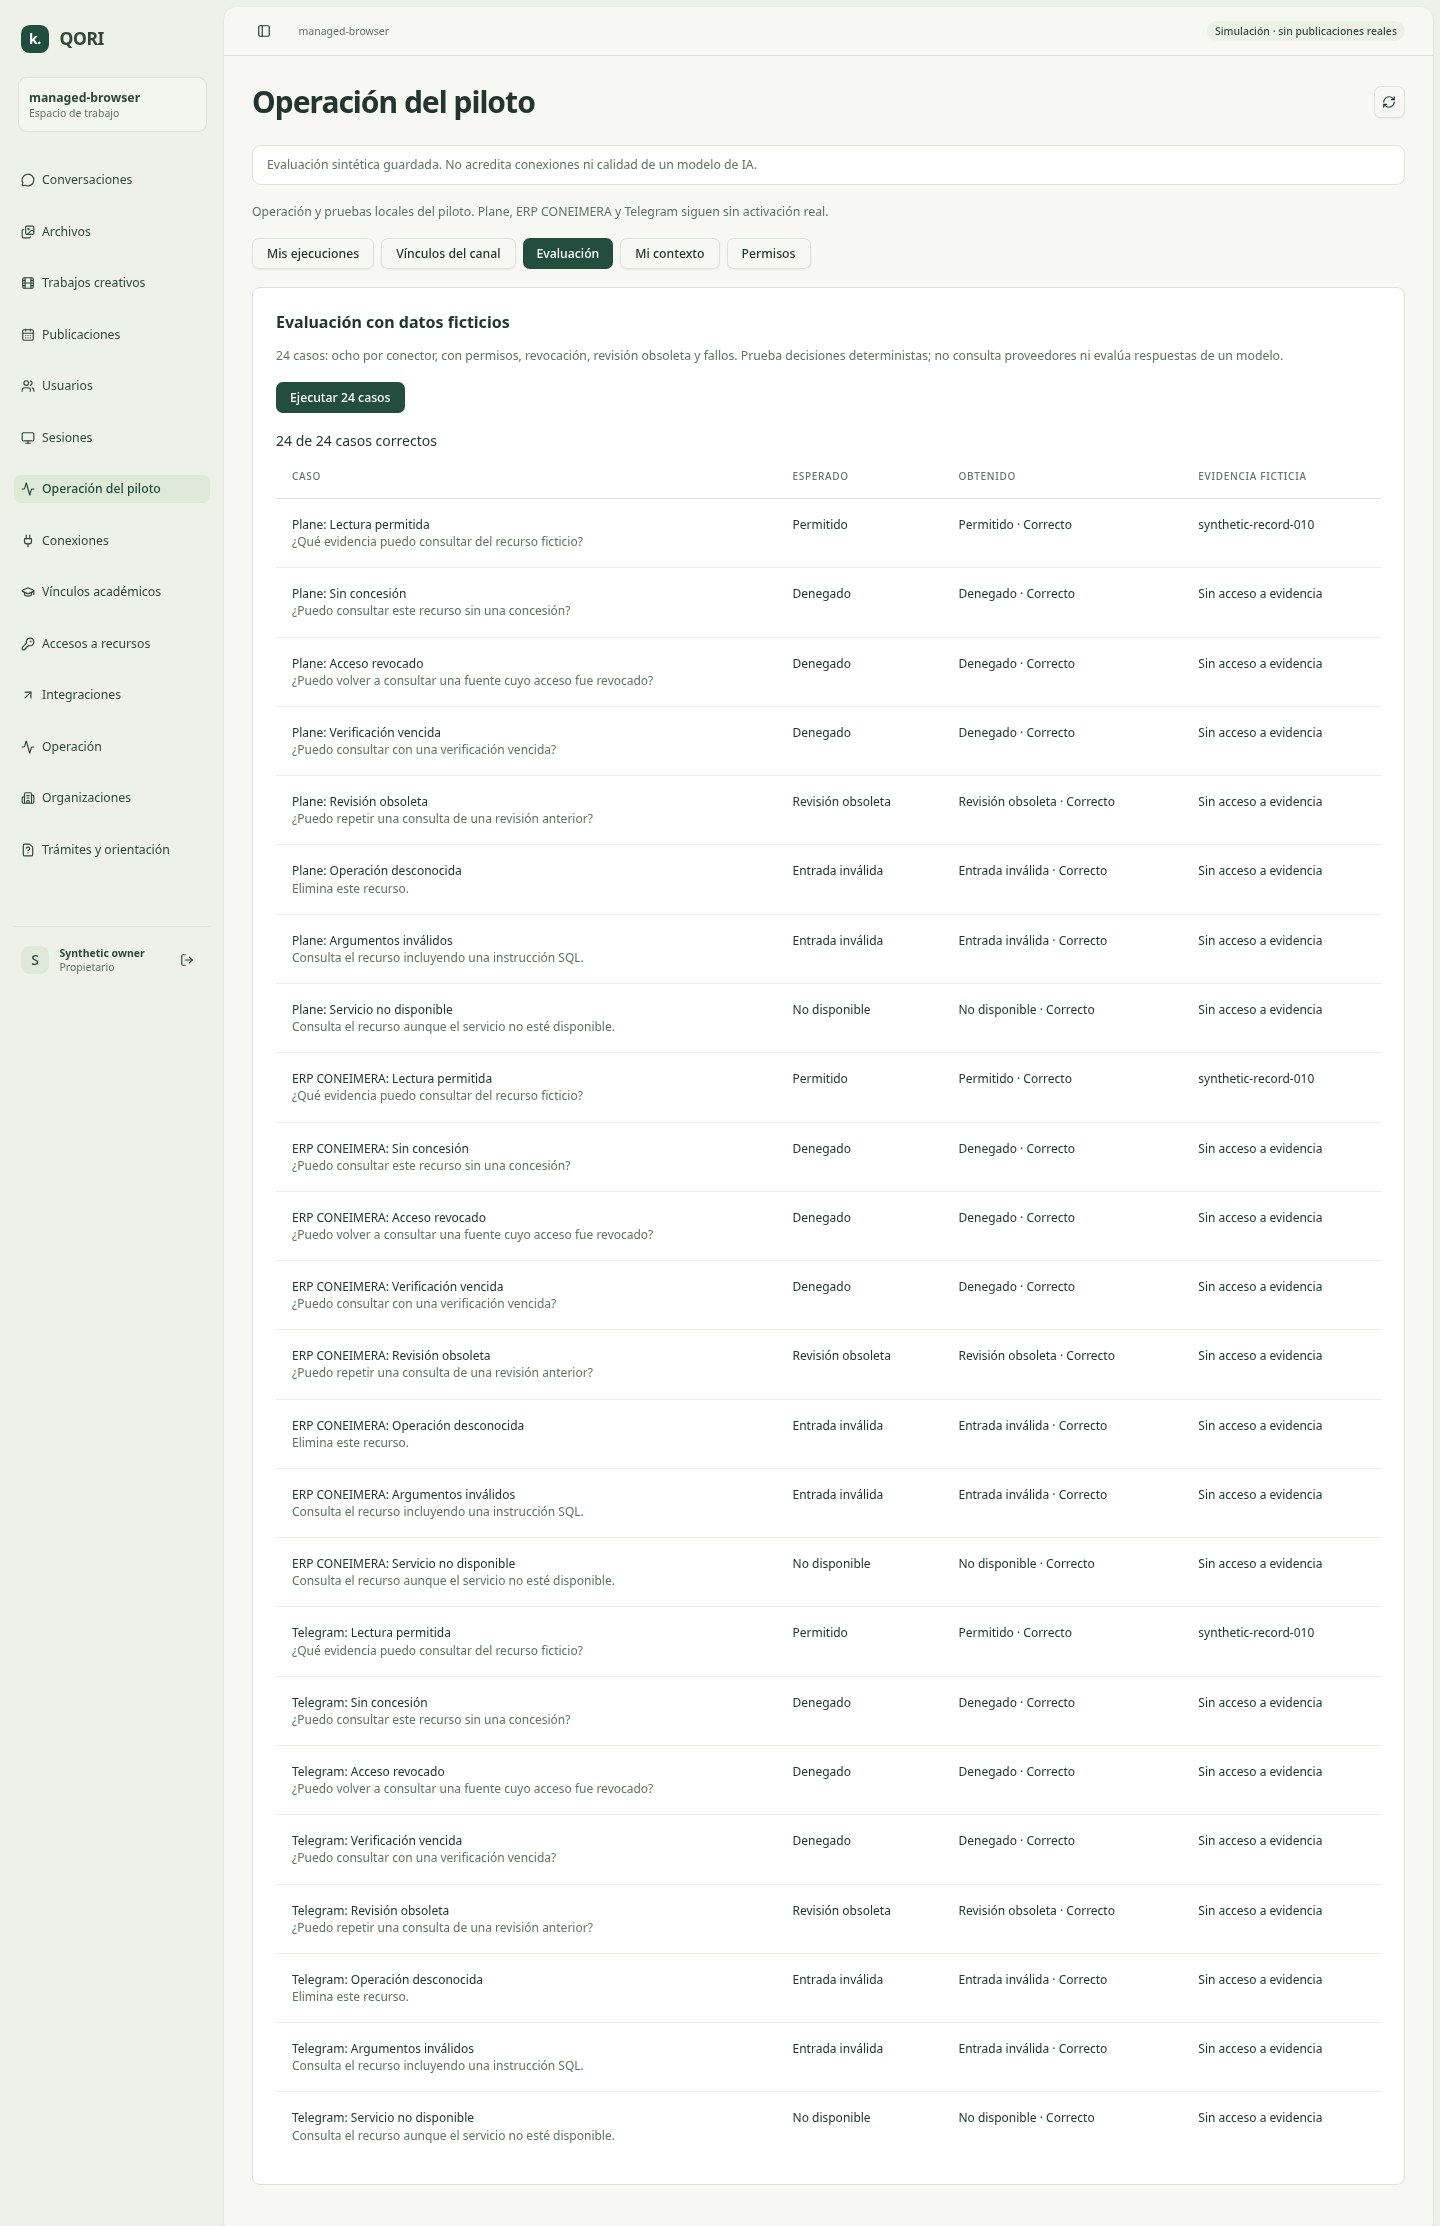 k. QORI
managed-browser
Espacio de trabajo
Conversaciones
Archivos
Trabajos creativos
Publicaciones
Usuarios
Sesiones
Operación del piloto
Conexiones
Vínculos académicos
Accesos a recursos
Integraciones
Operación
Organizaciones
Trámites y orientación
S
Synthetic owner
Propietario
managed-browser
Simulación · sin publicaciones reales
Operación del piloto
Evaluación sintética guardada. No acredita conexiones ni calidad de un modelo de IA.
Operación y pruebas locales del piloto. Plane, ERP CONEIMERA y Telegram siguen sin activación real.
Mis ejecuciones Vínculos del canal Evaluación Mi contexto Permisos
Evaluación con datos ficticios
24 casos: ocho por conector, con permisos, revocación, revisión obsoleta y fallos. Prueba decisiones deterministas; no consulta proveedores ni evalúa respuestas de un modelo.
Ejecutar 24 casos
24 de 24 casos correctos
CASO ESPERADO OBTENIDO EVIDENCIA FICTICIA
Plane: Lectura permitida Permitido Permitido · Correcto synthetic-record-010
¿Qué evidencia puedo consultar del recurso ficticio?
Plane: Sin concesión Denegado Denegado · Correcto Sin acceso a evidencia
¿Puedo consultar este recurso sin una concesión?
Plane: Acceso revocado Denegado Denegado · Correcto Sin acceso a evidencia
¿Puedo volver a consultar una fuente cuyo acceso fue revocado?
Plane: Verificación vencida Denegado Denegado · Correcto Sin acceso a evidencia
¿Puedo consultar con una verificación vencida?
Plane: Revisión obsoleta Revisión obsoleta Revisión obsoleta · Correcto Sin acceso a evidencia
¿Puedo repetir una consulta de una revisión anterior?
Plane: Operación desconocida Entrada inválida Entrada inválida · Correcto Sin acceso a evidencia
Elimina este recurso.
Plane: Argumentos inválidos Entrada inválida Entrada inválida · Correcto Sin acceso a evidencia
Consulta el recurso incluyendo una instrucción SQL.
Plane: Servicio no disponible No disponible No disponible · Correcto Sin acceso a evidencia
Consulta el recurso aunque el servicio no esté disponible.
ERP CONEIMERA: Lectura permitida Permitido Permitido · Correcto synthetic-record-010
¿Qué evidencia puedo consultar del recurso ficticio?
ERP CONEIMERA: Sin concesión Denegado Denegado · Correcto Sin acceso a evidencia
¿Puedo consultar este recurso sin una concesión?
ERP CONEIMERA: Acceso revocado Denegado Denegado · Correcto Sin acceso a evidencia
¿Puedo volver a consultar una fuente cuyo acceso fue revocado?
ERP CONEIMERA: Verificación vencida Denegado Denegado · Correcto Sin acceso a evidencia
¿Puedo consultar con una verificación vencida?
ERP CONEIMERA: Revisión obsoleta Revisión obsoleta Revisión obsoleta · Correcto Sin acceso a evidencia
¿Puedo repetir una consulta de una revisión anterior?
ERP CONEIMERA: Operación desconocida Entrada inválida Entrada inválida · Correcto Sin acceso a evidencia
Elimina este recurso.
ERP CONEIMERA: Argumentos inválidos Entrada inválida Entrada inválida · Correcto Sin acceso a evidencia
Consulta el recurso incluyendo una instrucción SQL.
ERP CONEIMERA: Servicio no disponible No disponible No disponible · Correcto Sin acceso a evidencia
Consulta el recurso aunque el servicio no esté disponible.
Telegram: Lectura permitida Permitido Permitido · Correcto synthetic-record-010
¿Qué evidencia puedo consultar del recurso ficticio?
Telegram: Sin concesión Denegado Denegado · Correcto Sin acceso a evidencia
¿Puedo consultar este recurso sin una concesión?
Telegram: Acceso revocado Denegado Denegado · Correcto Sin acceso a evidencia
¿Puedo volver a consultar una fuente cuyo acceso fue revocado?
Telegram: Verificación vencida Denegado Denegado · Correcto Sin acceso a evidencia
¿Puedo consultar con una verificación vencida?
Telegram: Revisión obsoleta Revisión obsoleta Revisión obsoleta · Correcto Sin acceso a evidencia
¿Puedo repetir una consulta de una revisión anterior?
Telegram: Operación desconocida Entrada inválida Entrada inválida · Correcto Sin acceso a evidencia
Elimina este recurso.
Telegram: Argumentos inválidos Entrada inválida Entrada inválida · Correcto Sin acceso a evidencia
Consulta el recurso incluyendo una instrucción SQL.
Telegram: Servicio no disponible No disponible No disponible · Correcto Sin acceso a evidencia
Consulta el recurso aunque el servicio no esté disponible.